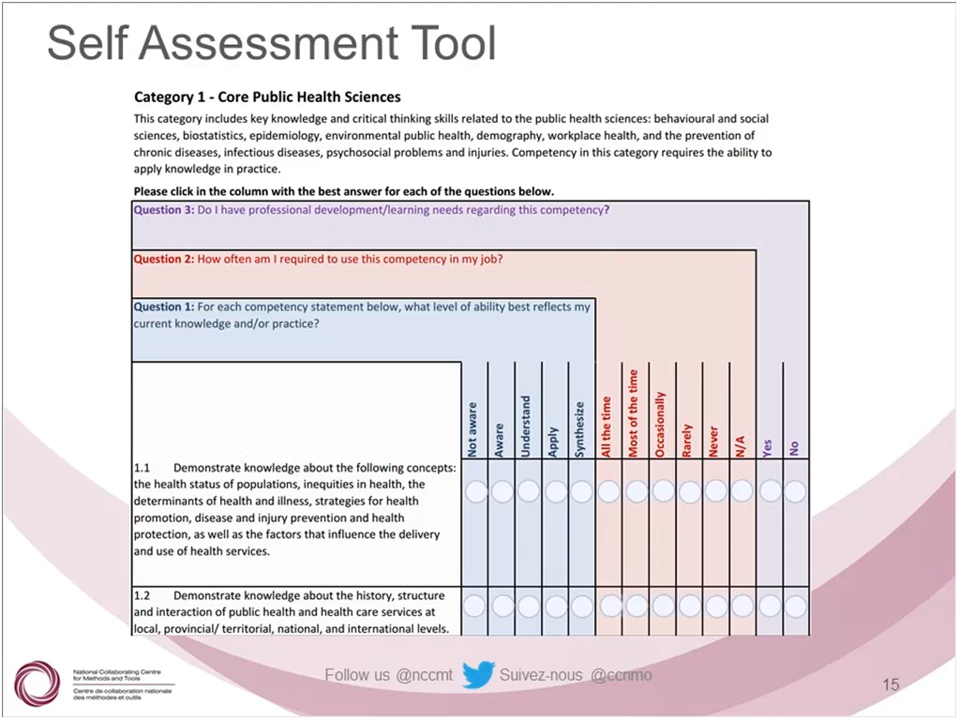 Self Assessment Tool
Category 1 - Core Public Health Sciences
This category includes key knowledge and critical thinking skills related to the public health sciences: behavioural and social
sciences, biostatistics, epidemiology, environmental public health, demography, workplace health, and the prevention of
chronic diseases, infectious diseases, psychosocial problems and injuries. Competency in this category requires the ability to
apply knowledge in practice.
Please click in the column with the best answer for each of the questions below.
Question 3: Do I have professional development/learning needs regarding this competency?
Question 2: How often am I required to use this competency in my job?
Question 1: For each competency statement below, what level of ability best reflects my
current knowledge and/or practice?
Not aware
Aware
Understand
Apply
Synthesize
All the time
Most of the time
Occasionally
Rarely
Never
N/A
Yes
No
1.1 Demonstrate knowledge about the following concepts:
the health status of populations, inequities in health, the
determinants of health and illness, strategies for health
promotion, disease and injury prevention and health
protection, as well as the factors that influence the delivery
and use of health services.
1.2 Demonstrate knowledge about the history, structure
and interaction of public health and health care services at
local, provincial/ territorial, national, and international levels.
National Collaborating Centre
for Methods and Tools
Centre de collaboration nationale
des méthodes et outils
Follow us @nccmt Suivez-nous @ccnmo
15